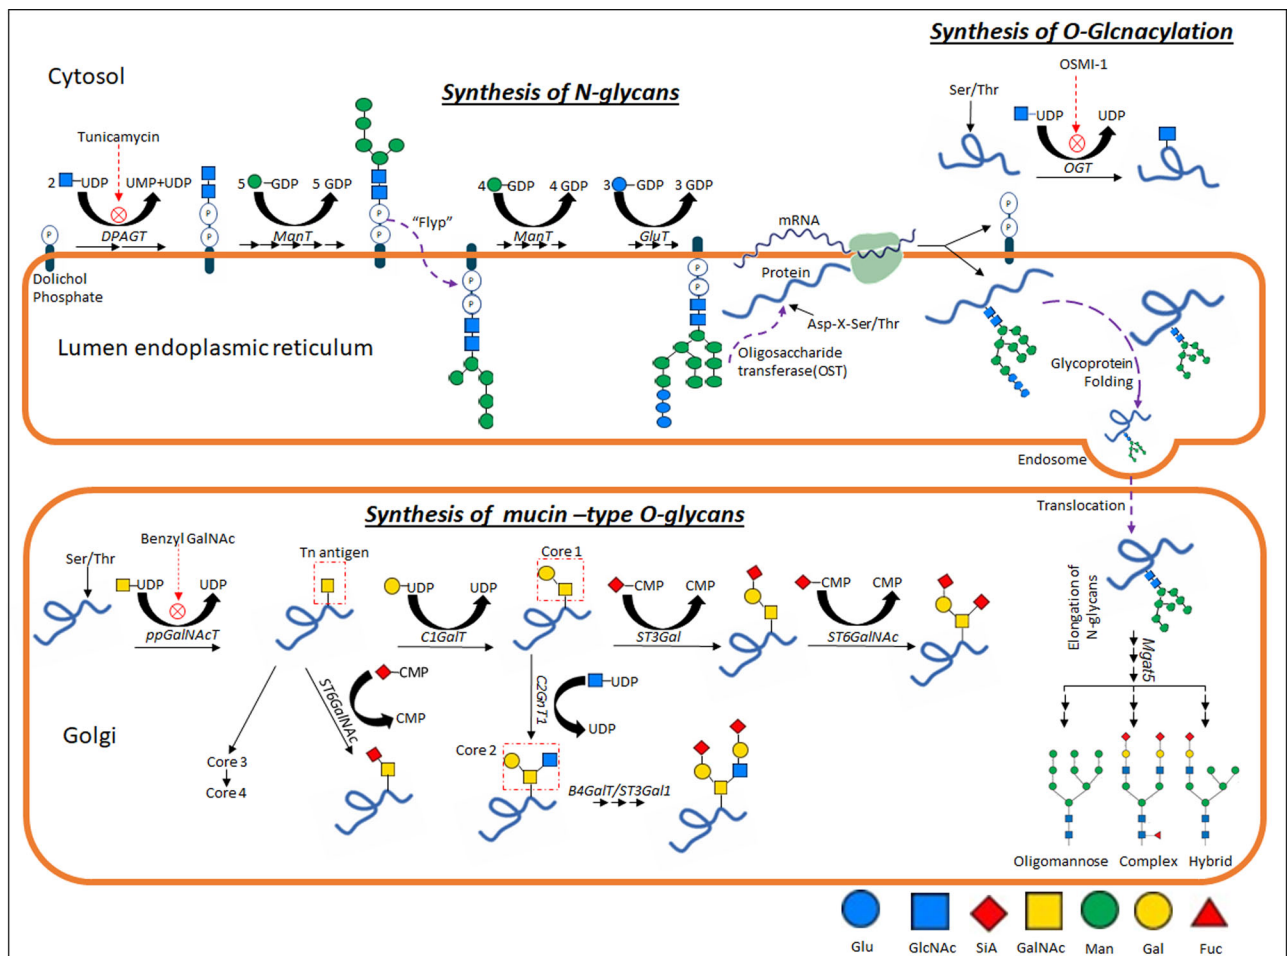 Synthesis of O-Glcnacylation
Cytosol
Synthesis of N-glycans
OSMI-1
Ser/Thr
UDP
UDP
OGT
Tunicamycin
2
UDP
UMP+UDP
P
P
P
DPAGT
5
GDP
5 GDP
ManT
P
P
"Flyp"
4
GDP
4 GDP
ManT
3
GDP
3 GDP
GluT
mRNA
P
P
Dolichol
Phosphate
P
P
P
P
Protein
Asp-X-Ser/Thr
Oligosaccharide
transferase(OST)
Lumen endoplasmic reticulum
Glycoprotein
Folding
Endosome
Translocation
Synthesis of mucin –type O-glycans
Ser/Thr
Benzyl GalNAc
UDP
UDP
ppGalNAcT
Tn antigen
UDP
UDP
C1GalT
Core 1
CMP
CMP
ST3Gal
CMP
CMP
ST6GalNAc
Elongation of
N-glycans
Mgat5
ST6GalNAc
CMP
CMP
C2GnT1
UDP
UDP
Golgi
Core 3
Core 4
Core 2
B4GalT/ST3Gal1
Oligomannose
Complex
Hybrid
Glu
GlcNAc
SiA
GalNAc
Man
Gal
Fuc